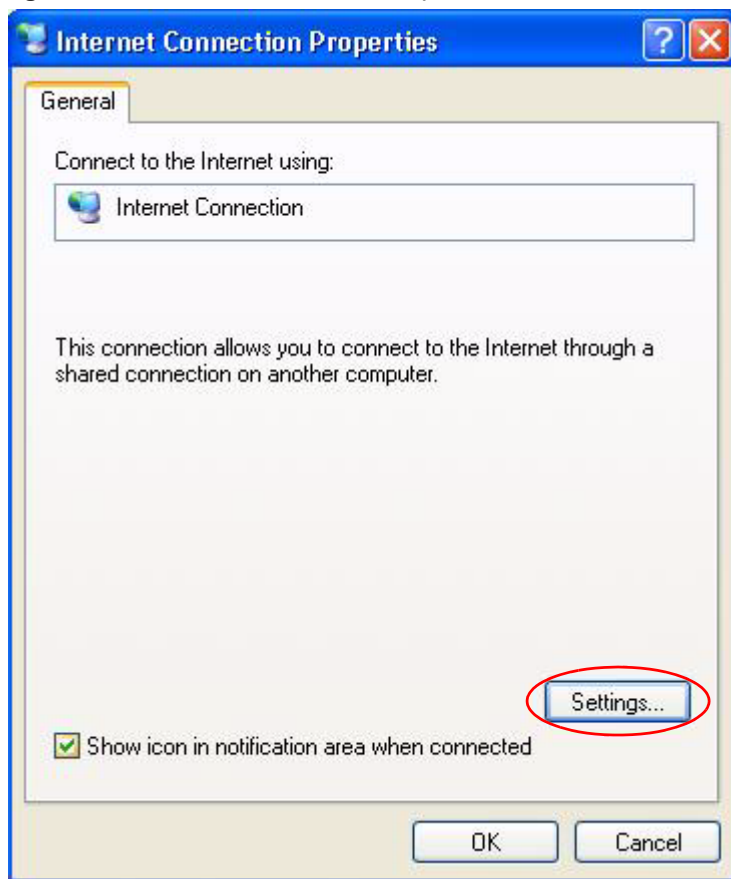 Internet Connection Properties
General
Connect to the Internet using:
Internet Connection
This connection allows you to connect to the Internet through a
shared connection on another computer.
Settings...
Show icon in notification area when connected
OK
Cancel